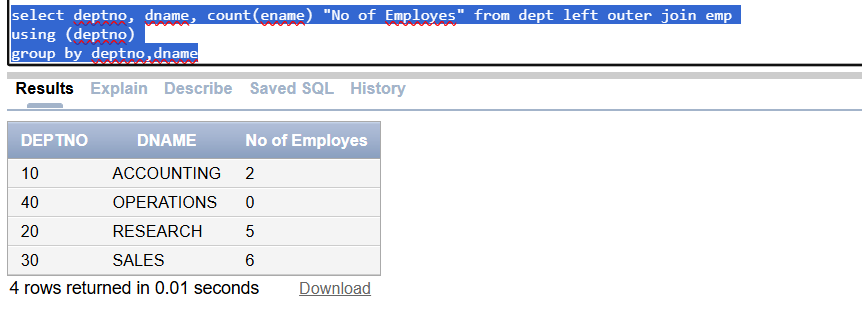 select deptno, dname, count(ename) "No of Employes" from dept left outer join emp
using (deptno)
group by deptno,dname
Results Explain Describe Saved SQL History
DEPTNO DNAME No of Employes
10 ACCOUNTING 2
40 OPERATIONS 0
20 RESEARCH 5
30 SALES 6
4 rows returned in 0.01 seconds Download